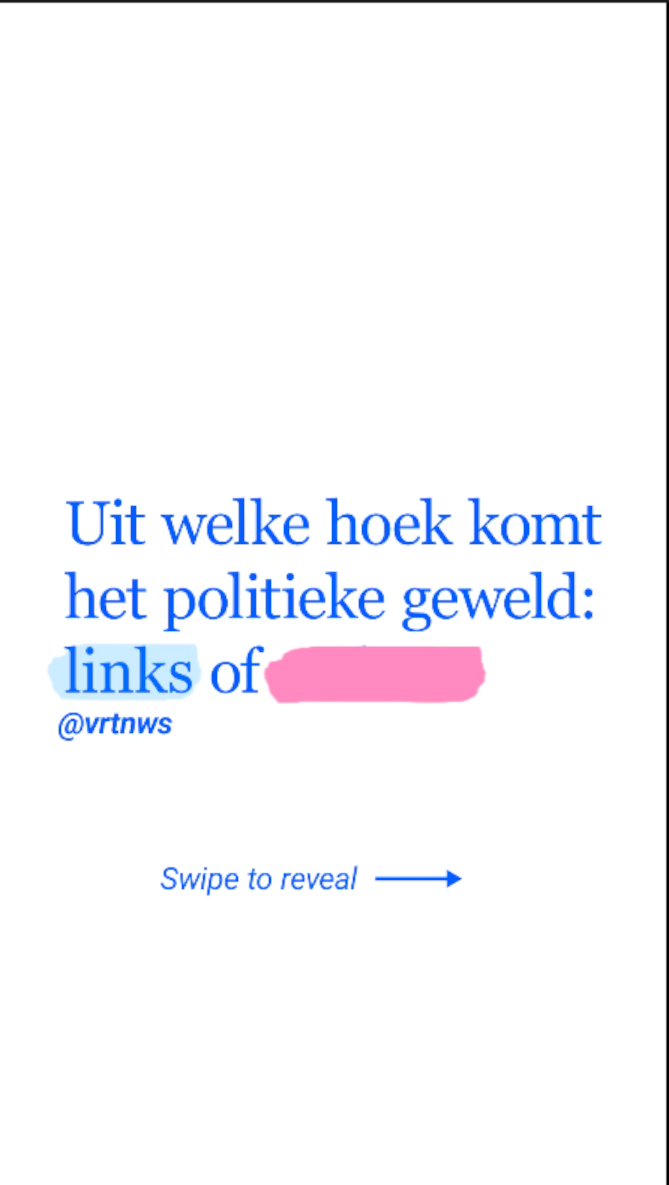 Uit welke hoek komt
het politieke geweld:
links of
@vrtnws
Swipe to reveal